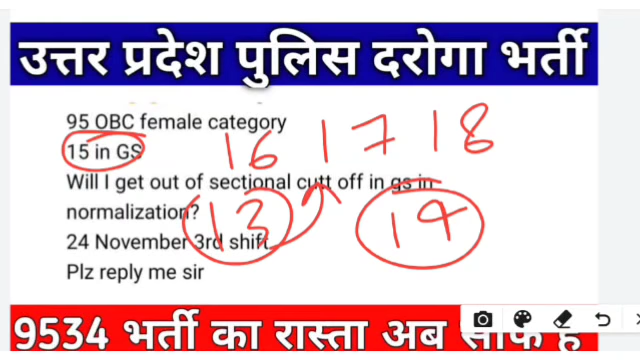 उत्तर प्रदेश पुलिस दरोगा भर्ती
95 OBC female category
15 in GS
16 17 18
Will I get out of sectional cutt off in gs in
normalization?
13 14
24 November 3rd shift
Plz reply me sir
9534 भर्ती का रास्ता अब साफ है